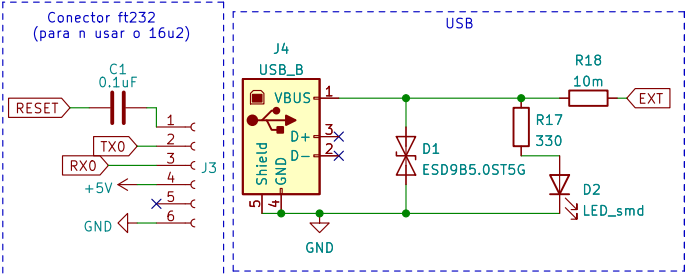 Conector ft232
(para n usar o 16u2)
C1
0.1uF
RESET
1
TX0
2
RX0
3
J3
+5V
4
5
GND
6
USB
J4
USB_B
VBUS
1
D+
3
D-
2
Shield
GND
5
4
GND
D1
ESD9B5.0ST5G
R18
10m
EXT
R17
330
D2
LED_smd